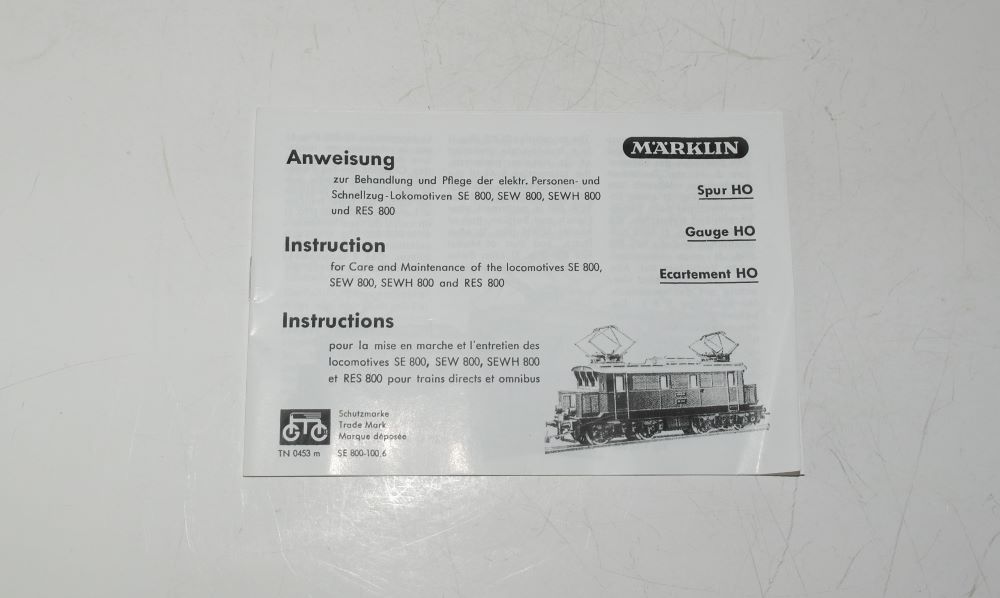 MÄRKLIN
Anweisung
zur Behandlung und Pflege der elektr. Personen- und
Schnellzug-Lokomotiven SE 800, SEW 800, SEWH 800
und RES 800
Spur HO
Instruction
for Care and Maintenance of the locomotives SE 800,
SEW 800, SEWH 800 and RES 800
Gauge HO
Ecartement HO
Instructions
pour la mise en marche et l'entretien des
locomotives SE 800, SEW 800, SEWH 800
et RES 800 pour trains directs et omnibus
Schutzmarke
Trade Mark
Marque déposée
TN 0453 m SE 800-100,6